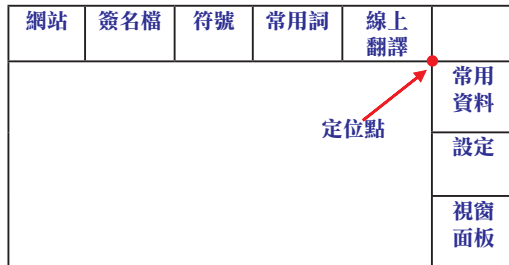 網站 簽名檔 符號 常用詞 線上
翻譯
常用
資料
定位點
設定
視窗
面板